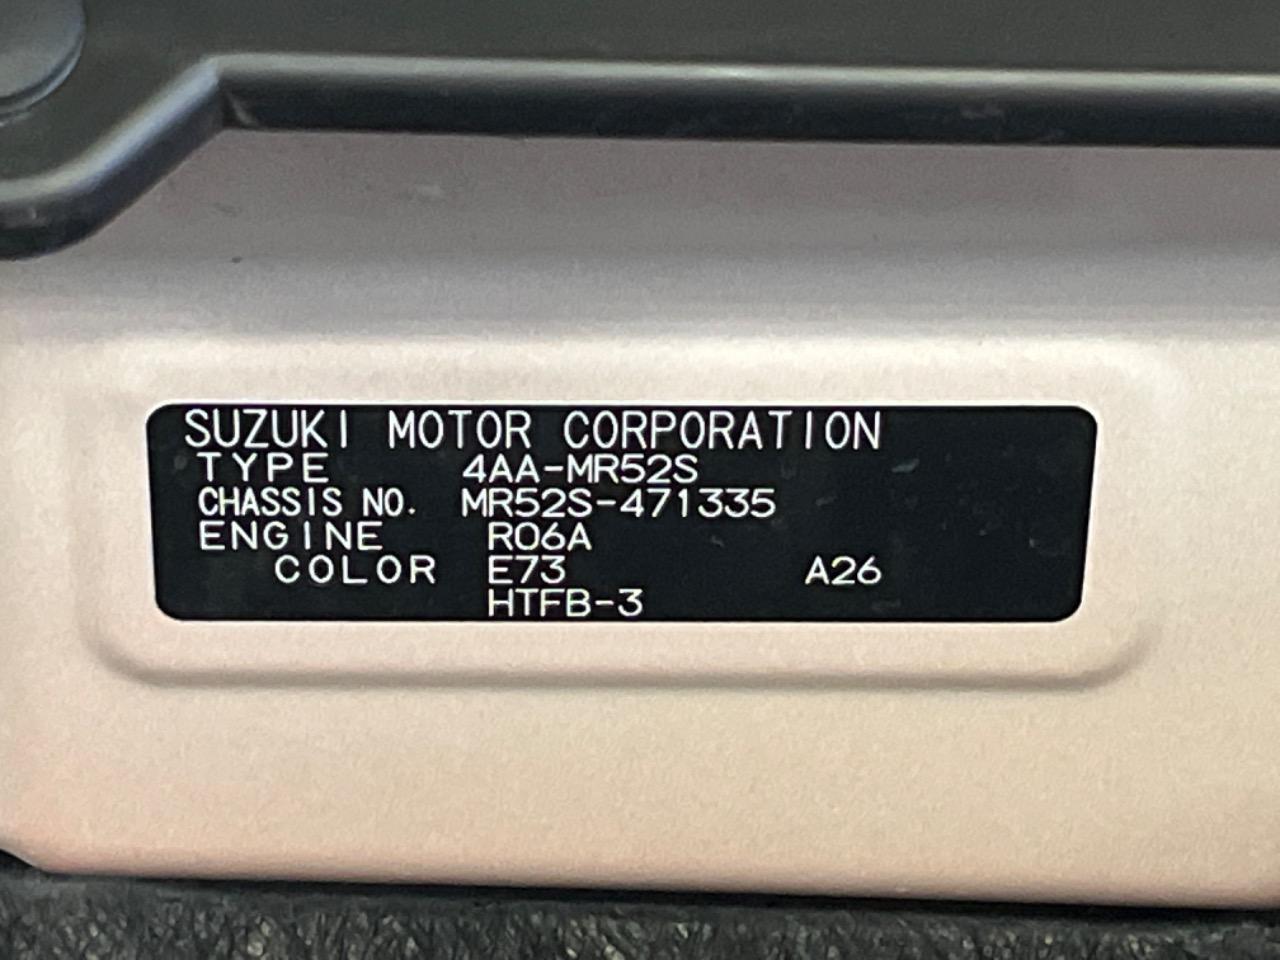 SUZUKI MOTOR CORPORATION
TYPE 4AA-MR52S
CHASSIS NO. MR52S-471335
ENGINE R06A
COLOR E73 A26
HTFB-3